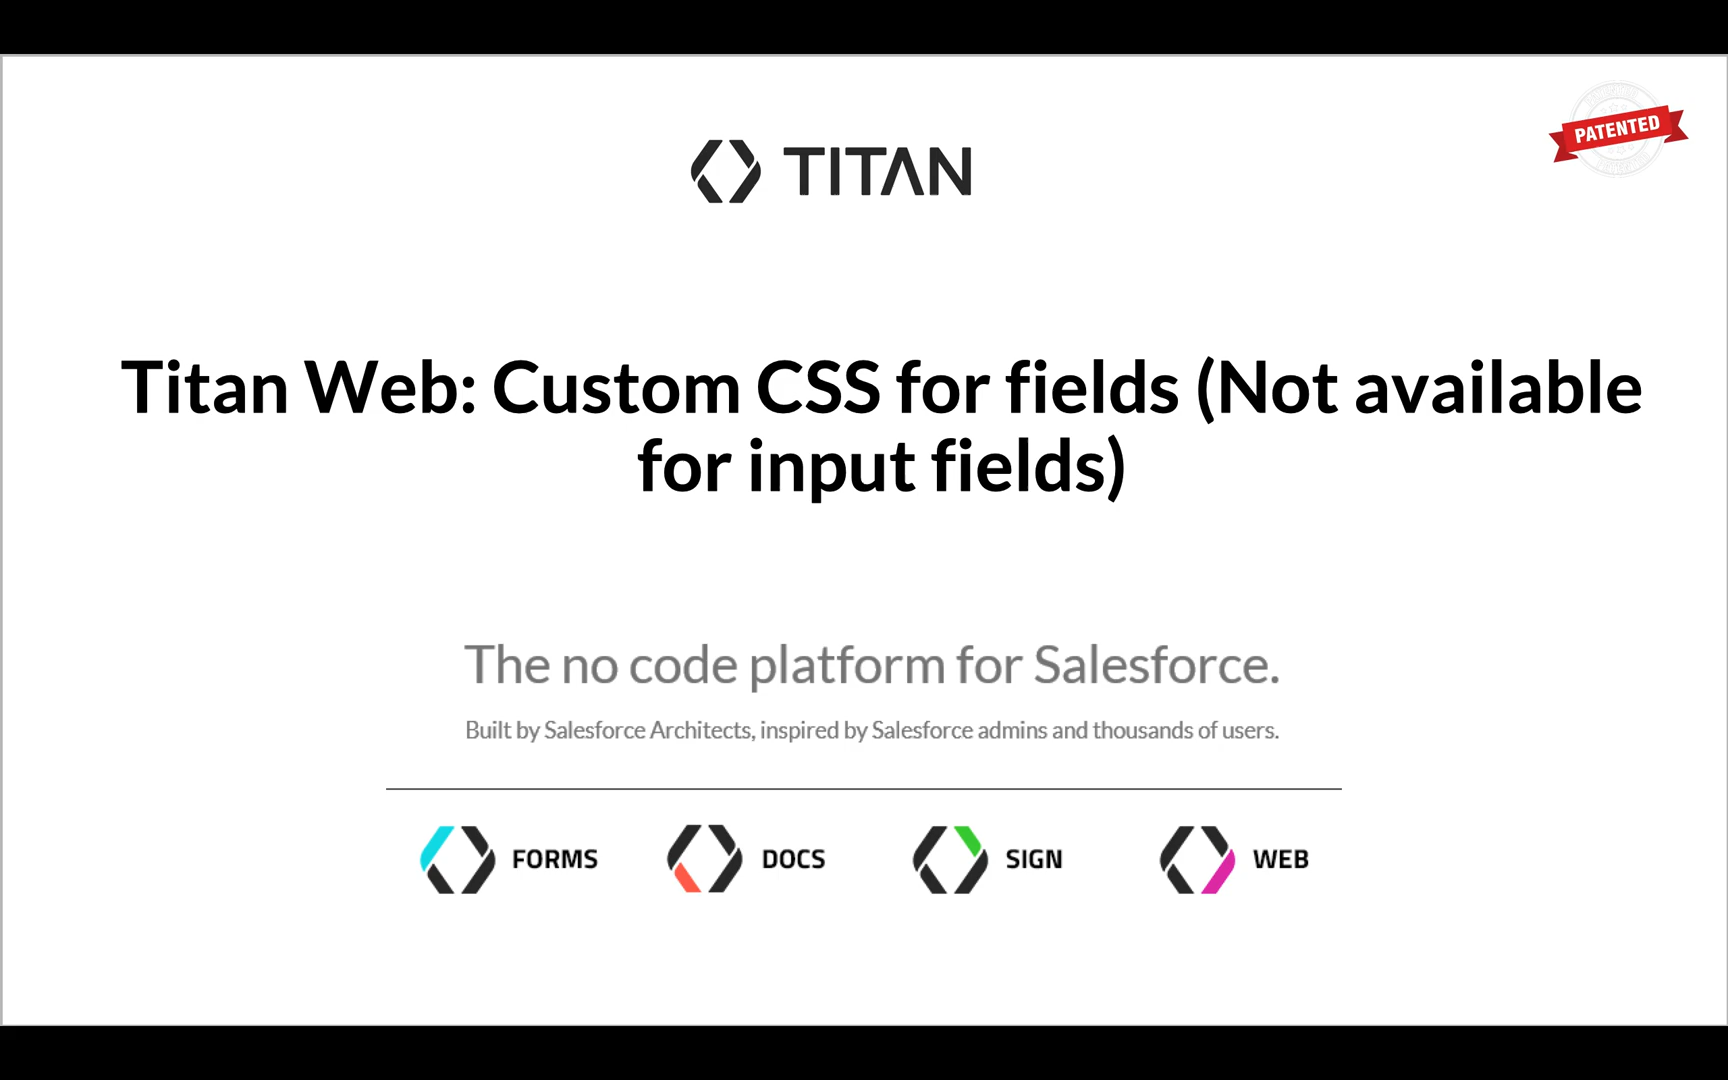 PATENTED
TITAN
Titan Web: Custom CSS for fields (Not available
for input fields)
The no code platform for Salesforce.
Built by Salesforce Architects, inspired by Salesforce admins and thousands of users.
FORMS
DOCS
SIGN
WEB